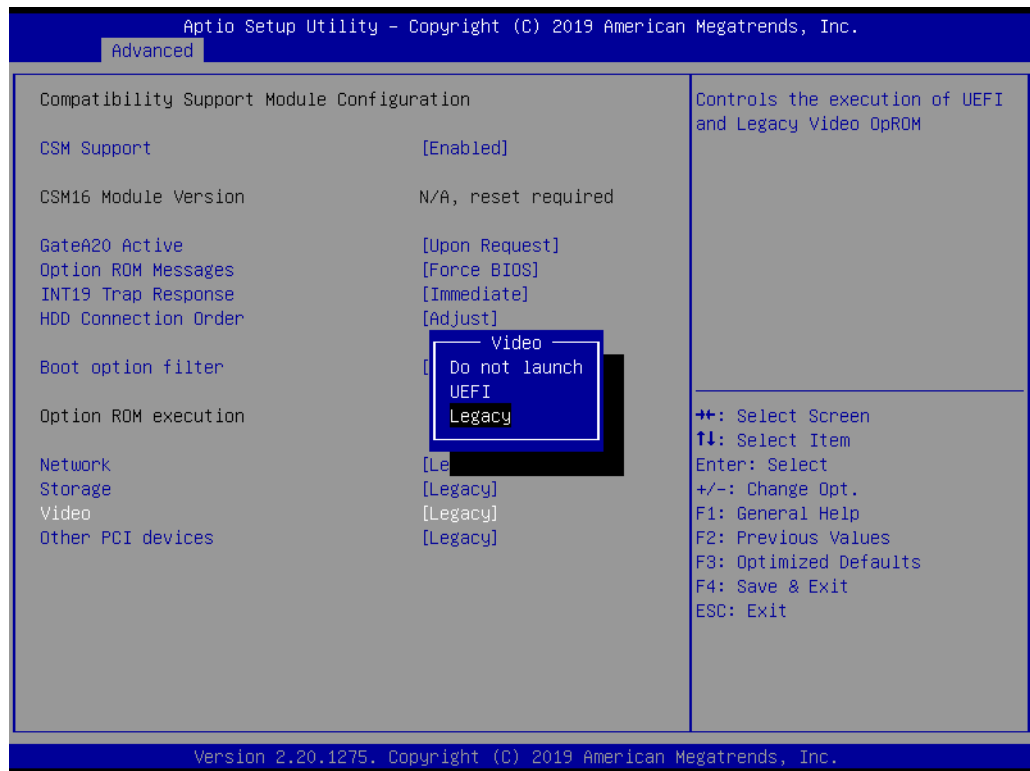 Aptio Setup Utility – Copyright (C) 2019 American Megatrends, Inc.
Advanced
Compatibility Support Module Configuration
CSM Support [Enabled]
CSM16 Module Version N/A, reset required
GateA20 Active [Upon Request]
Option ROM Messages [Force BIOS]
INT19 Trap Response [Immediate]
HDD Connection Order [Adjust]
Boot option filter [
Option ROM execution
Network [Le
Storage [Legacy]
Video [Legacy]
Other PCI devices [Legacy]
Video
Do not launch
UEFI
Legacy
Controls the execution of UEFI
and Legacy Video OpROM
→←: Select Screen
↑↓: Select Item
Enter: Select
+/-: Change Opt.
F1: General Help
F2: Previous Values
F3: Optimized Defaults
F4: Save & Exit
ESC: Exit
Version 2.20.1275. Copyright (C) 2019 American Megatrends, Inc.